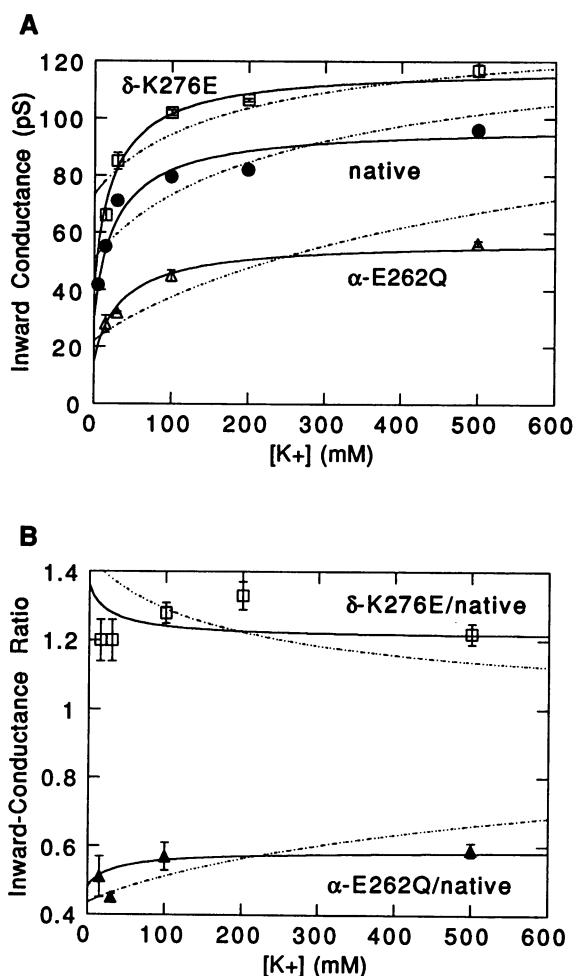 A
120
100
80
60
40
20
0
Inward Conductance (pS)
δ-K276E
native
α-E262Q
0 100 200 300 400 500 600
[K+] (mM)
B
1.4
1.2
1
0.8
0.6
0.4
Inward-Conductance Ratio
δ-K276E/native
α-E262Q/native
0 100 200 300 400 500 600
[K+] (mM)